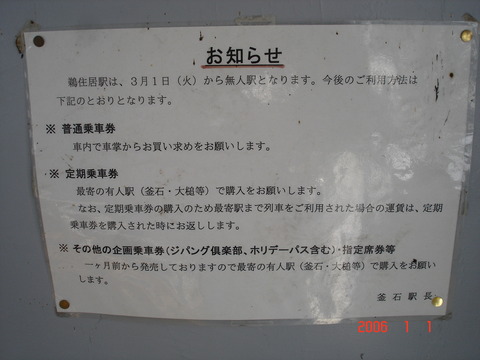 お知らせ
鵜住居駅は、３月１日（火）から無人駅となります。今後のご利用方法は
下記のとおりとなります。
※ 普通乗車券
車内で車掌からお買い求めをお願いします。
※ 定期乗車券
最寄の有人駅（釜石・大槌等）で購入をお願いします。
なお、定期乗車券の購入のため最寄駅まで列車をご利用された場合の運賃は、定期
乗車券を購入された時にお返しします。
※ その他の企画乗車券（ジパング倶楽部、ホリデーパス含む）・指定席券等
一ヶ月前から発売しておりますので最寄の有人駅（釜石・大槌等）で購入をお願い
します。
釜石駅長
2006 1 1